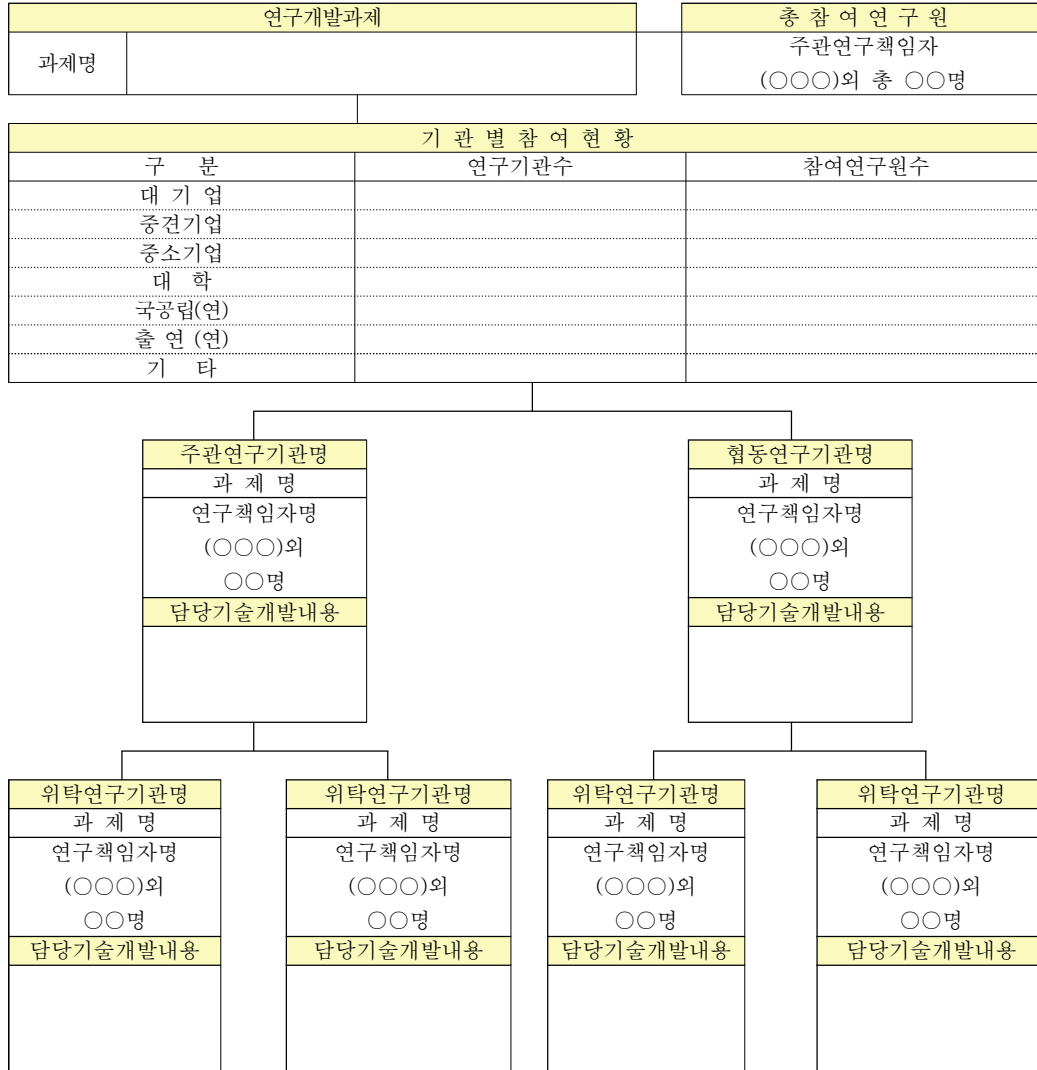 연구개발과제
총 참 여 연 구 원
과제명
주관연구책임자
(○○○)외 총 ○○명
기 관 별 참 여 현 황
구 분 연구기관수 참여연구원수
대 기 업
중견기업
중소기업
대 학
국공립(연)
출 연 (연)
기 타
주관연구기관명
과 제 명
연구책임자명
(○○○)외
○○명
담당기술개발내용
협동연구기관명
과 제 명
연구책임자명
(○○○)외
○○명
담당기술개발내용
위탁연구기관명
과 제 명
연구책임자명
(○○○)외
○○명
담당기술개발내용
위탁연구기관명
과 제 명
연구책임자명
(○○○)외
○○명
담당기술개발내용
위탁연구기관명
과 제 명
연구책임자명
(○○○)외
○○명
담당기술개발내용
위탁연구기관명
과 제 명
연구책임자명
(○○○)외
○○명
담당기술개발내용